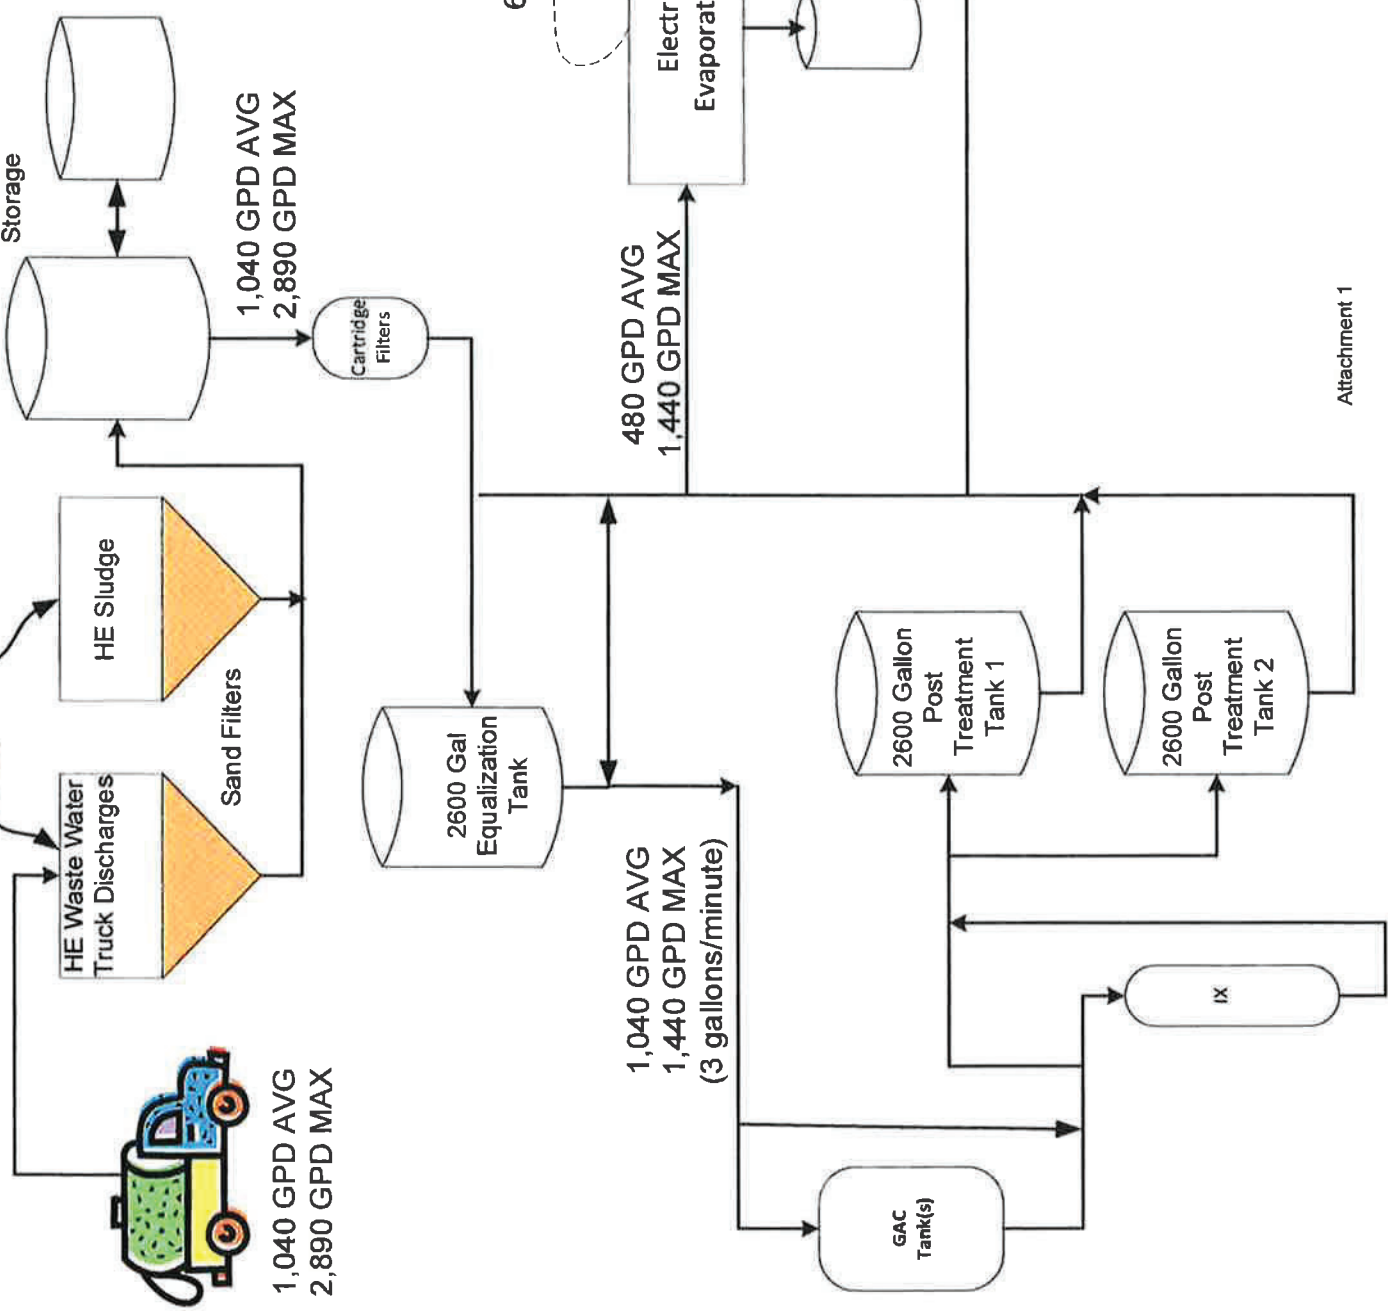 Storage
1,040 GPD AVG
2,890 GPD MAX
HE Sludge
HE Waste Water
Truck Discharges
Sand Filters
Cartridge
Filters
6
Electr
Evaporat
480 GPD AVG
1,440 GPD MAX
2600 Gal
Equalization
Tank
1,040 GPD AVG
2,890 GPD MAX
1,040 GPD AVG
1,440 GPD MAX
(3 gallons/minute)
2600 Gallon
Post
Treatment
Tank 1
2600 Gallon
Post
Treatment
Tank 2
IX
GAC
Tank(s)
Attachment 1